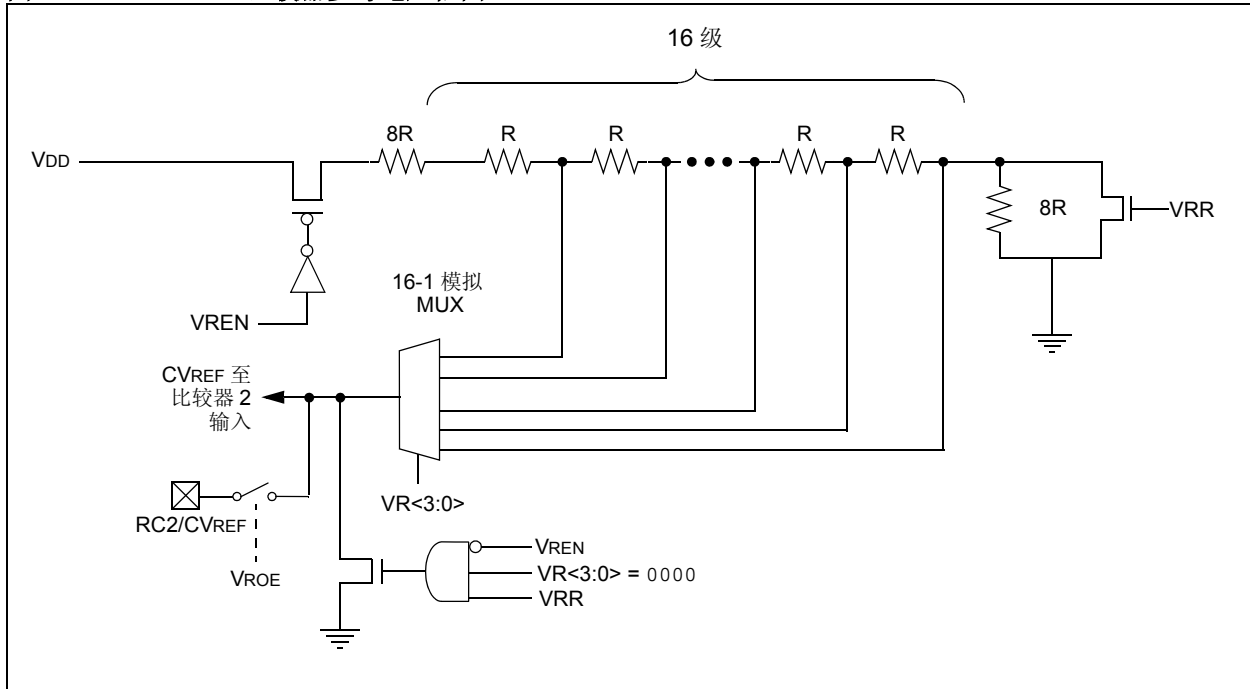 16 级
8R
R
R
R
R
VDD
8R
VRR
16-1 模拟
MUX
VREN
CVREF 至
比较器 2
输入
VR<3:0>
RC2/CVREF
VROE
VREN
VR<3:0> = 0000
VRR